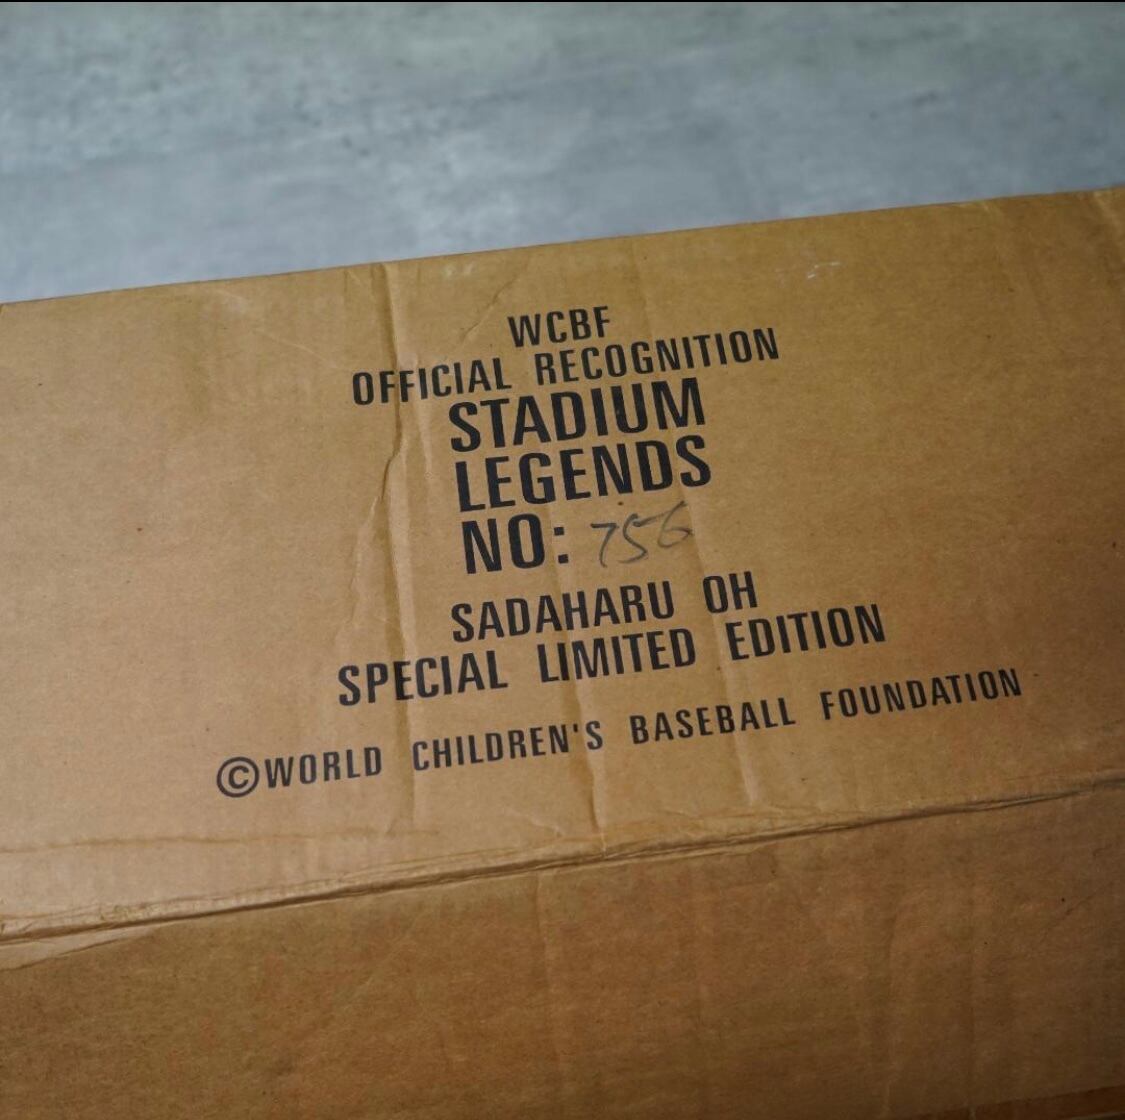 WCBF
OFFICIAL RECOGNITION
STADIUM
LEGENDS
NO: 756
SADAHARU OH
SPECIAL LIMITED EDITION
©WORLD CHILDREN'S BASEBALL FOUNDATION